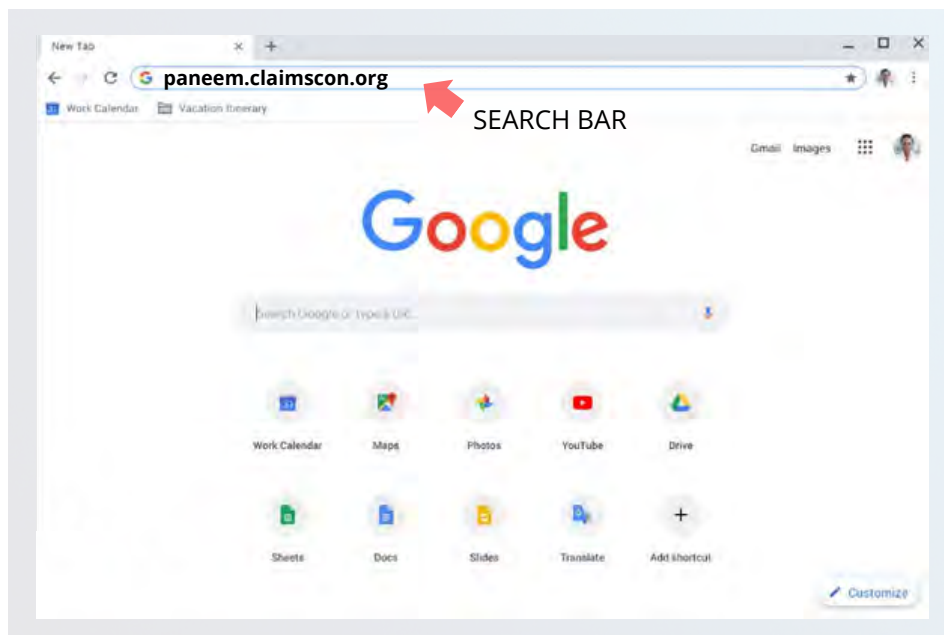 New Tab
paneem.claimscon.org
Work Calendar Vacation Itinerary
SEARCH BAR
Gmail Images
Google
Search Google or type a URL
Work Calendar Maps Photos YouTube Drive
Sheets Docs Slides Translate Add shortcut
Customize